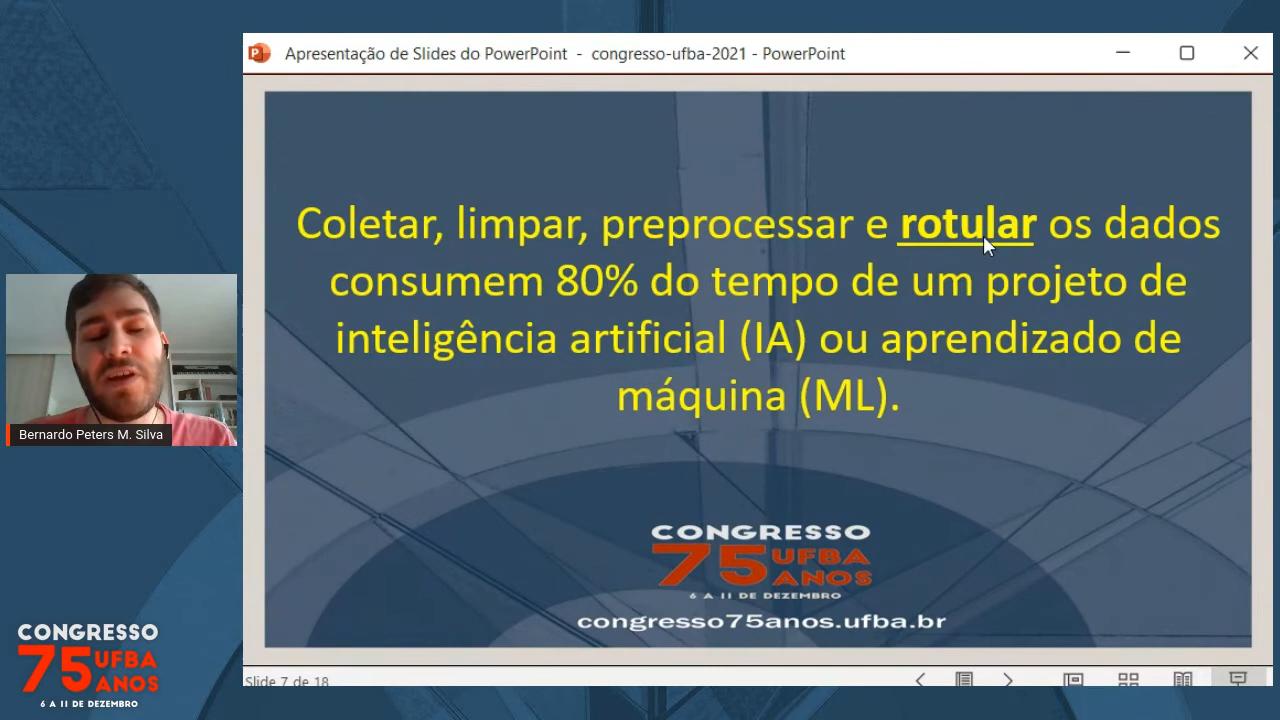 Apresentação de Slides do PowerPoint - congresso-ufba-2021 - PowerPoint
Coletar, limpar, preprocessar e rotular os dados
consumem 80% do tempo de um projeto de
inteligência artificial (IA) ou aprendizado de
máquina (ML).
CONGRESSO
75 UFBA
ANOS
6 A 11 DE DEZEMBRO
congresso75anos.ufba.br
Slide 7 de 18
Bernardo Peters M. Silva
CONGRESSO
75 UFBA
ANOS
6 A 11 DE DEZEMBRO